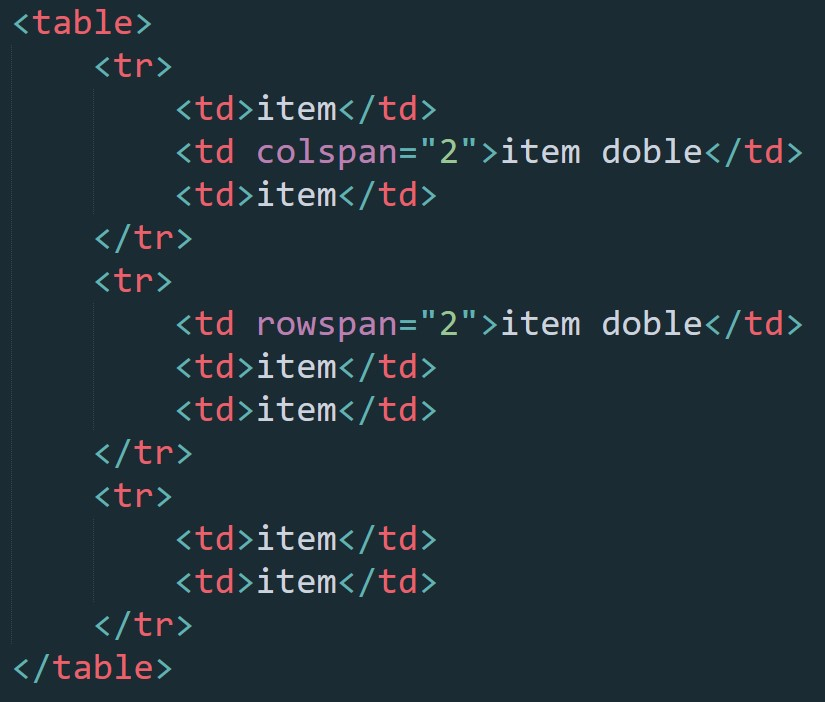 <table>
    <tr>
        <td>item</td>
        <td colspan="2">item doble</td>
        <td>item</td>
    </tr>
    <tr>
        <td rowspan="2">item doble</td>
        <td>item</td>
        <td>item</td>
    </tr>
    <tr>
        <td>item</td>
        <td>item</td>
    </tr>
</table>